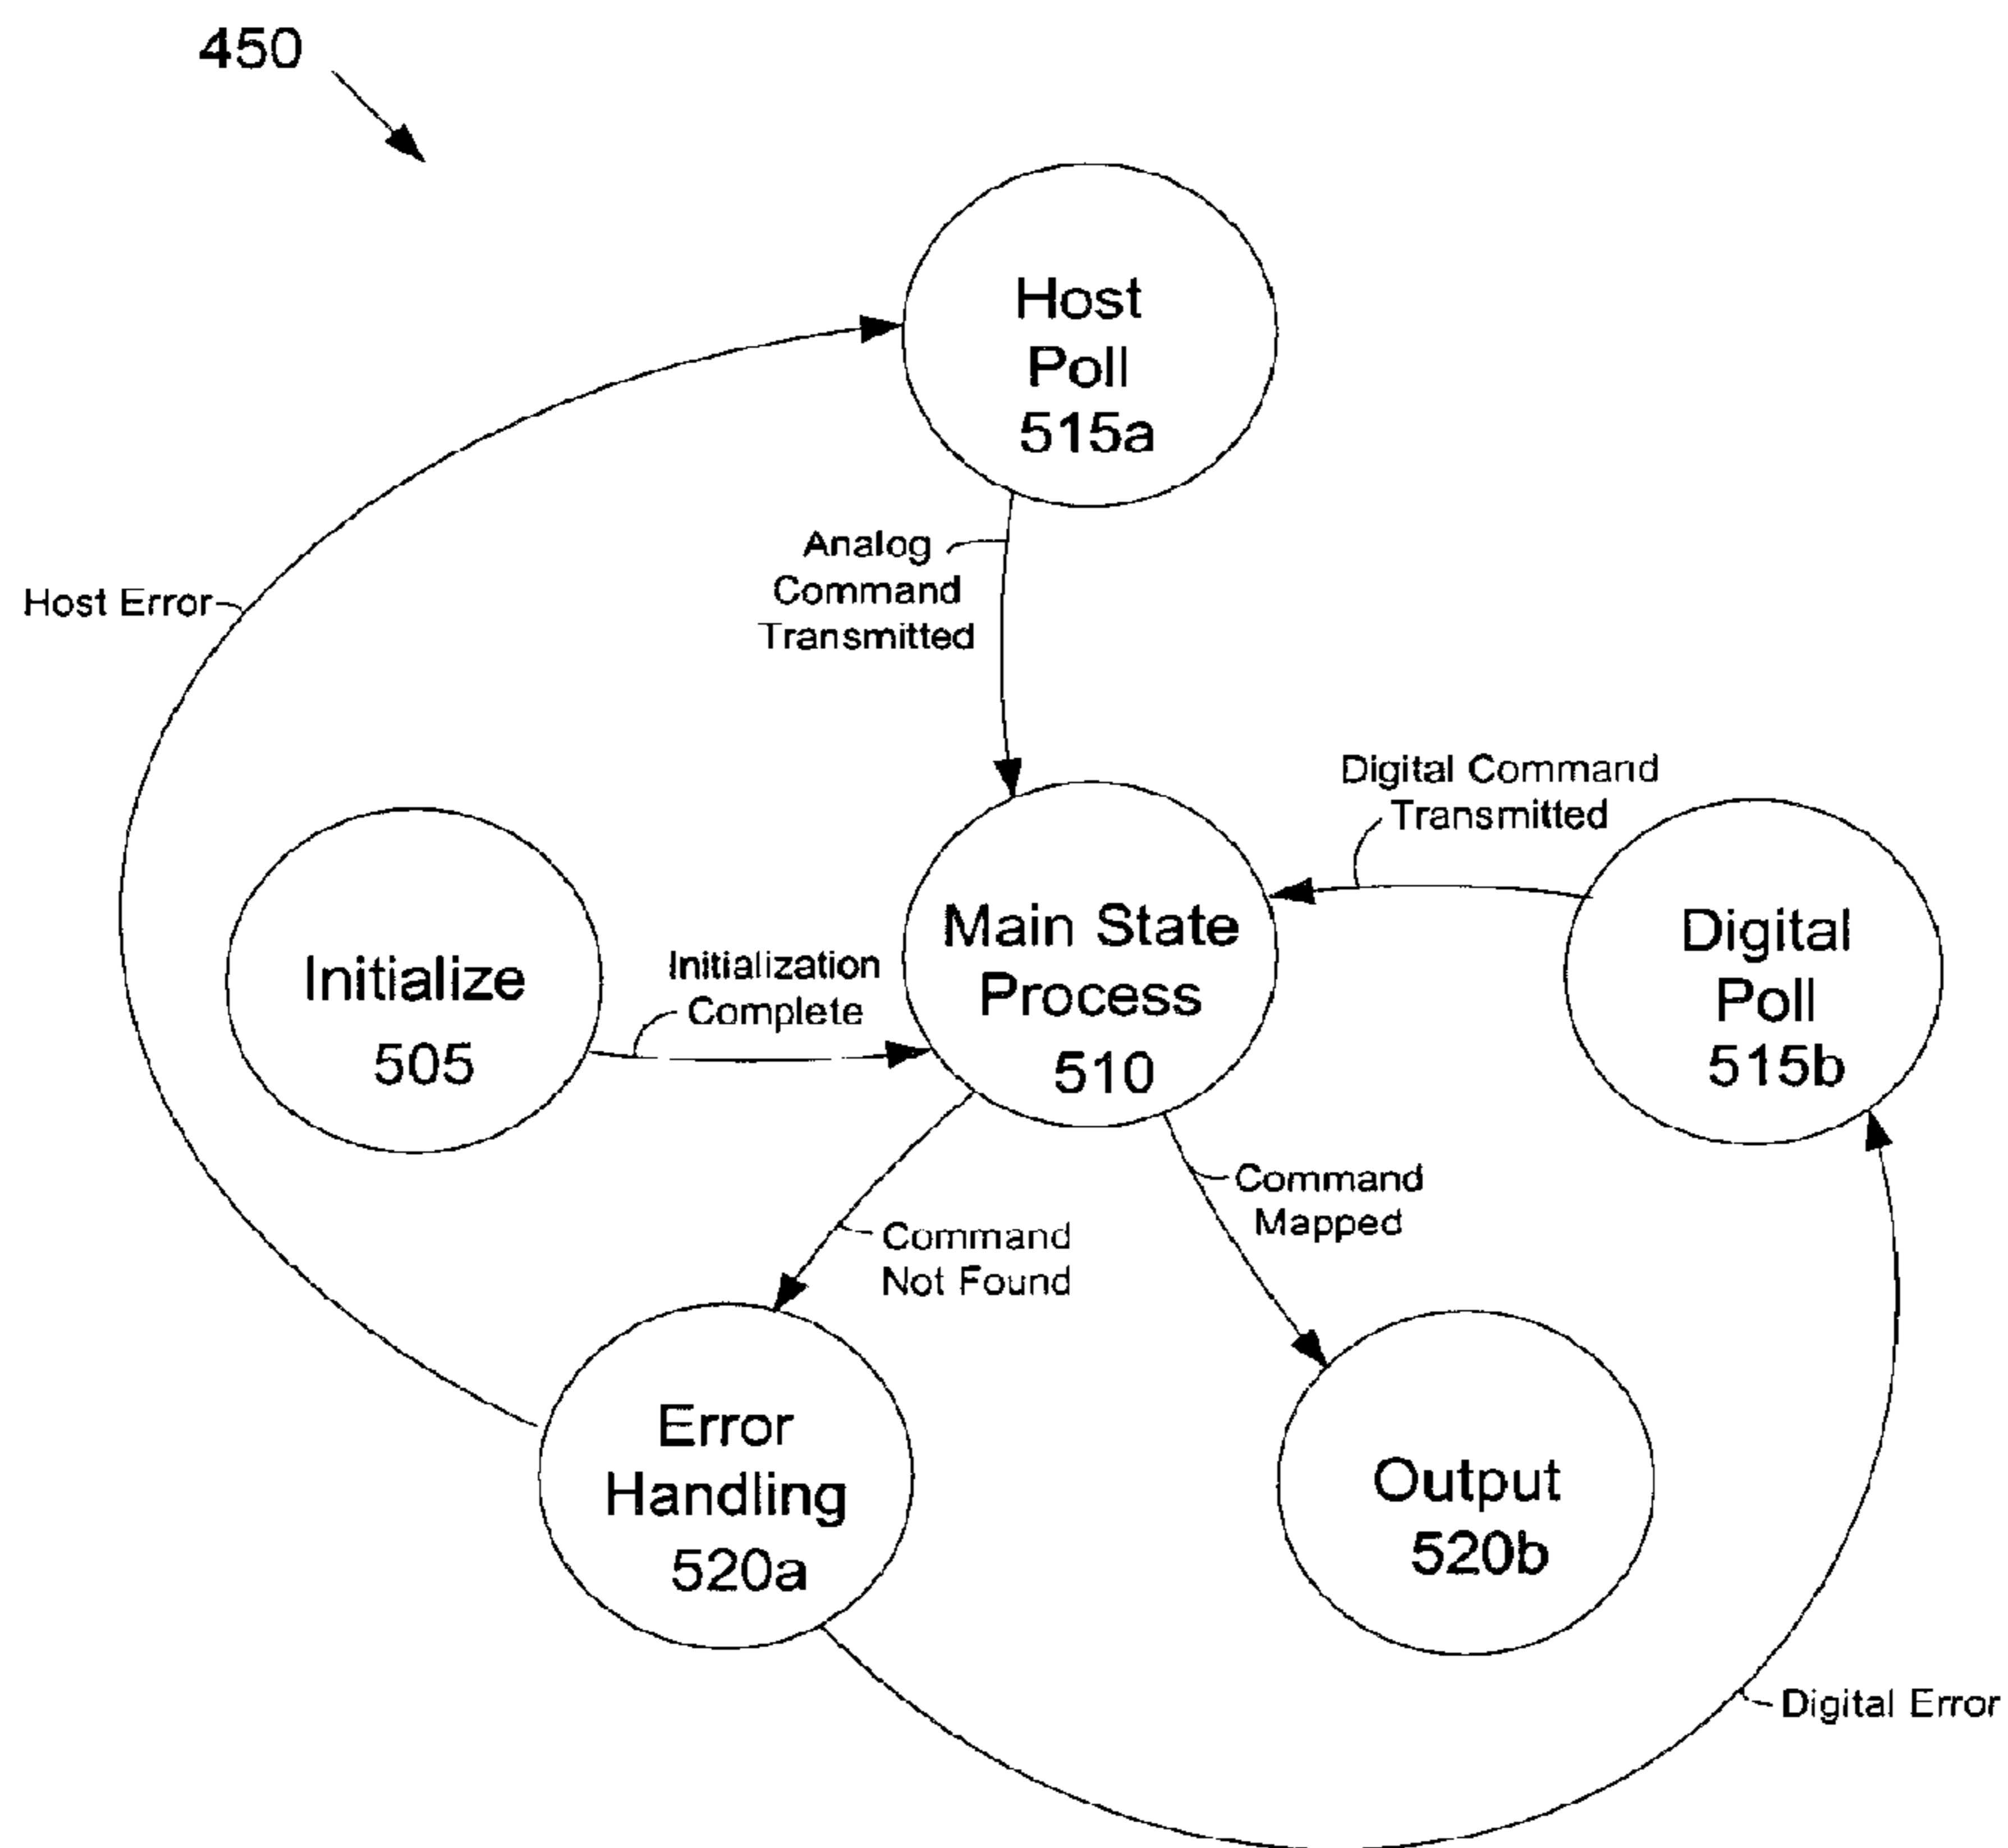 450
Host
Poll
515a
Analog
Command
Transmitted
Host Error
Digital Command
Transmitted
Initialize
505
Initialization
Complete
Main State
Process
510
Digital
Poll
515b
Command
Mapped
Command
Not Found
Error
Handling
520a
Output
520b
Digital Error